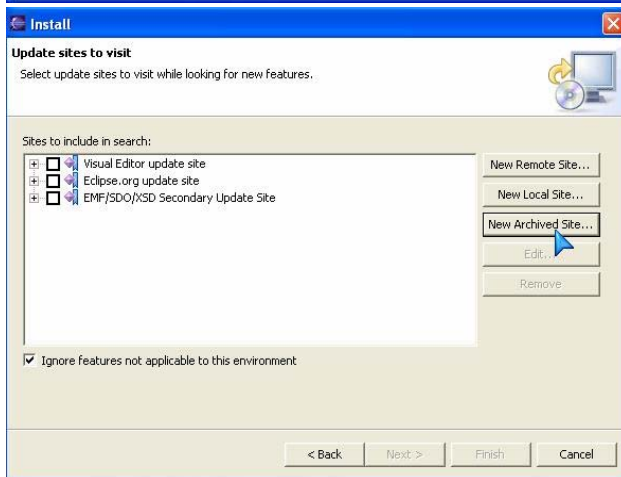 Install
Update sites to visit
Select update sites to visit while looking for new features.
Sites to include in search:
Visual Editor update site
Eclipse.org update site
EMF/SDO/XSD Secondary Update Site
New Remote Site...
New Local Site...
New Archived Site...
Edit...
Remove
Ignore features not applicable to this environment
< Back
Next >
Finish
Cancel